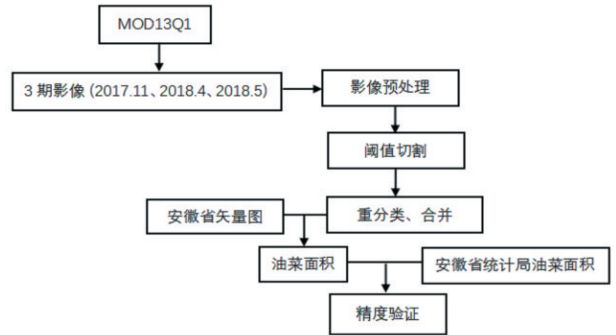 MOD13Q1
3 期影像 (2017.11、2018.4、2018.5)
影像预处理
阈值切割
安徽省矢量图
重分类、合并
油菜面积
安徽省统计局油菜面积
精度验证